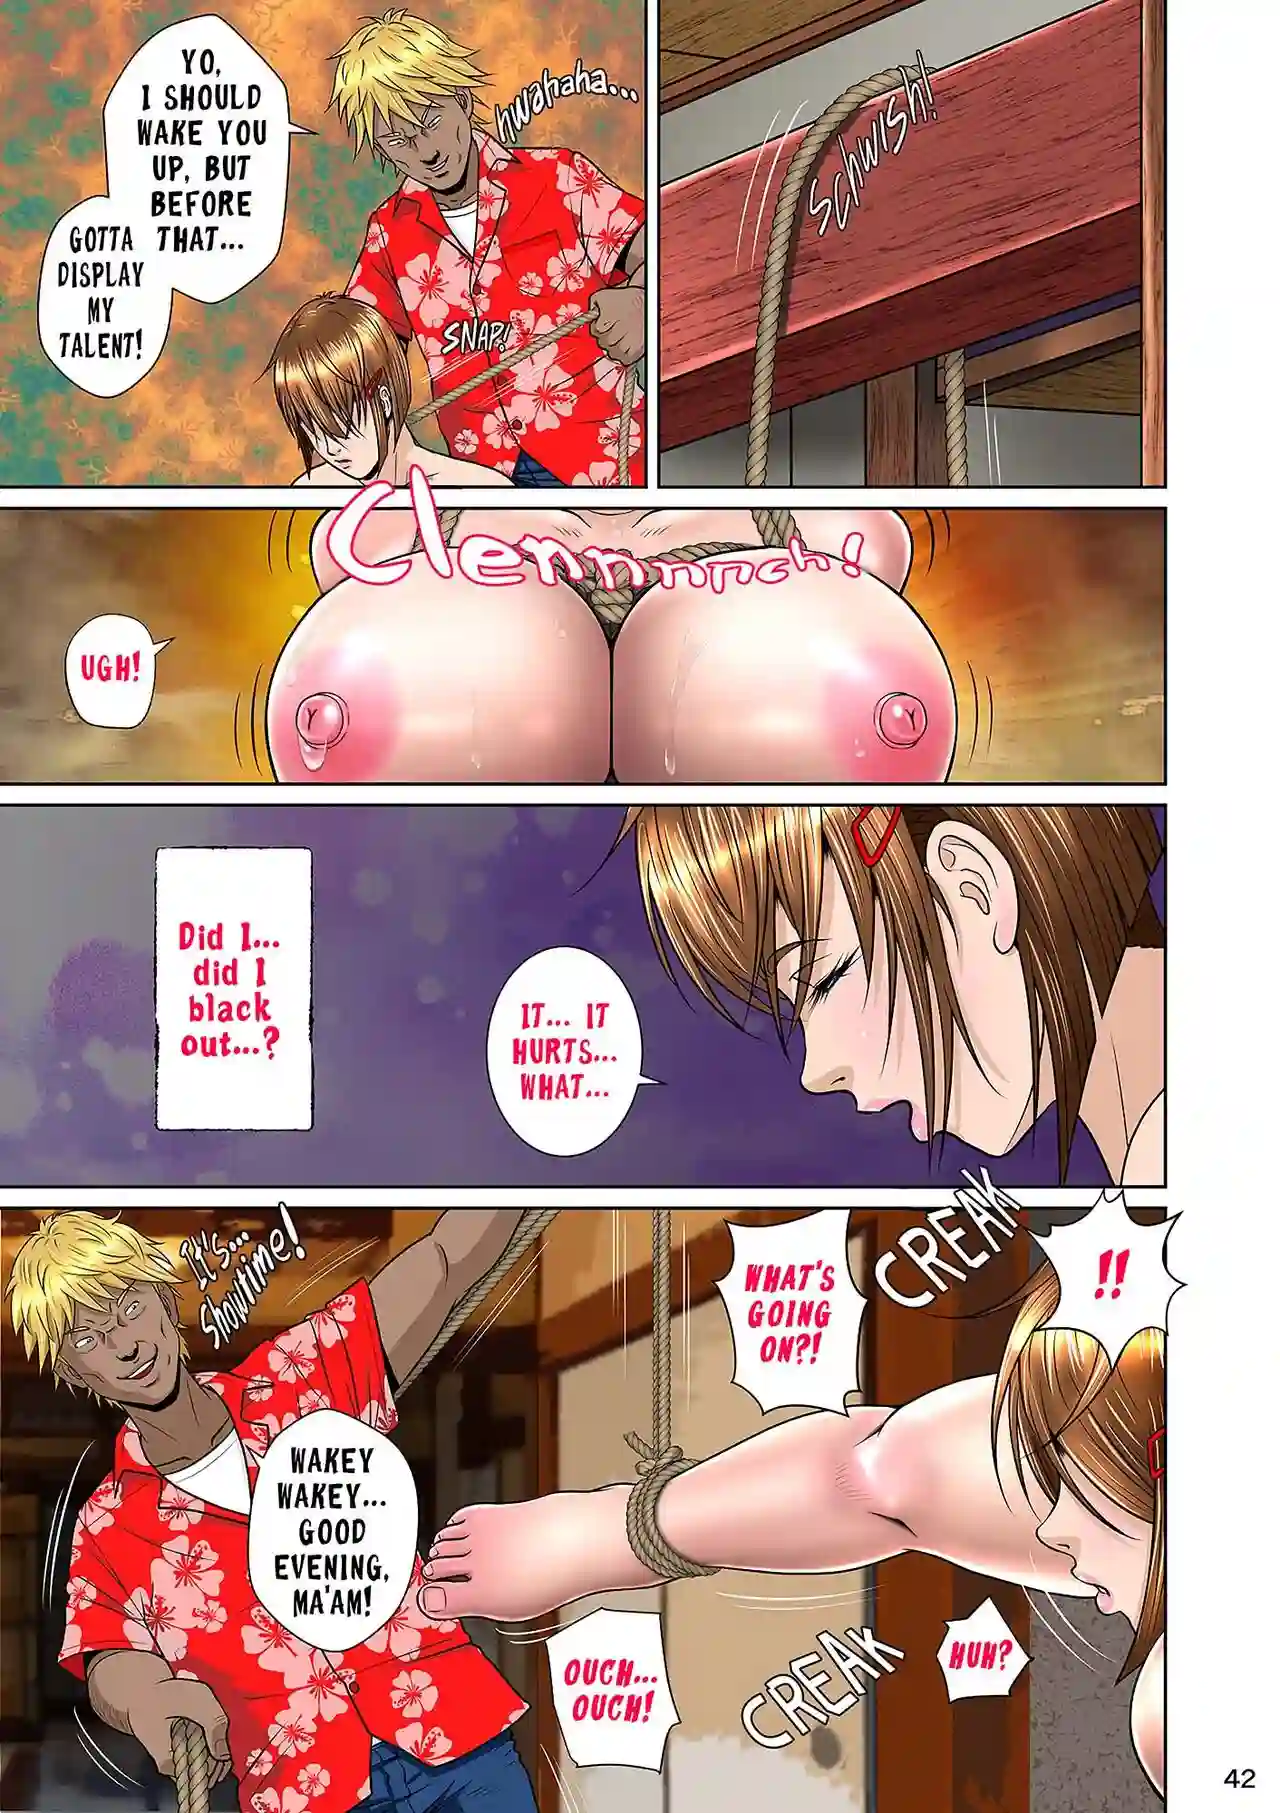 YO,
I SHOULD
WAKE YOU
UP, BUT
BEFORE
THAT...
GOTTA
DISPLAY
MY
TALENT!
hwahaha...
SNAP!
Schwish!
Clennnnnch!
UGH!
Did I...
did I
black
out...?
IT... IT
HURTS...
WHAT...
It's...
Showtime!
WAKEY
WAKEY...
GOOD
EVENING,
MA'AM!
WHAT'S
GOING
ON?!
CREAK
!!
OUCH...
OUCH!
CREAK
HUH?
42